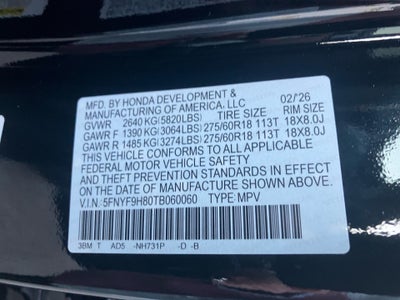 MFD. BY HONDA DEVELOPMENT &
MANUFACTURING OF AMERICA, LLC 02/'26
GVWR 2640 KG(5820LBS) TIRE SIZE RIM SIZE
GAWR F 1390 KG(3064LBS) 275/60R18 113T 18X8.0J
GAWR R 1485 KG(3274LBS) 275/60R18 113T 18X8.0J
THIS VEHICLE CONFORMS TO ALL APPLICABLE
FEDERAL MOTOR VEHICLE SAFETY
AND THEFT PREVENTION STANDARDS IN EFFECT
ON THE DATE OF MANUFACTURE SHOWN ABOVE.
V.I.N.: 5FNYF9H80TB060060 TYPE: MPV
3BM T AD5 -NH731P -D -B